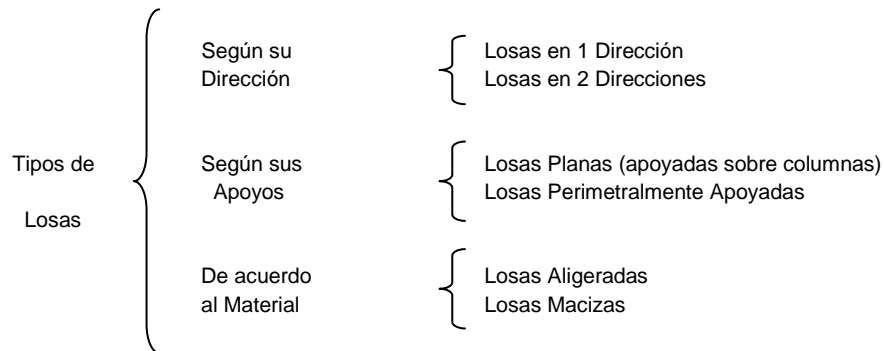 Tipos de
Losas
Según su
Dirección
Losas en 1 Dirección
Losas en 2 Direcciones
Según sus
Apoyos
Losas Planas (apoyadas sobre columnas)
Losas Perimetralmente Apoyadas
De acuerdo
al Material
Losas Aligeradas
Losas Macizas